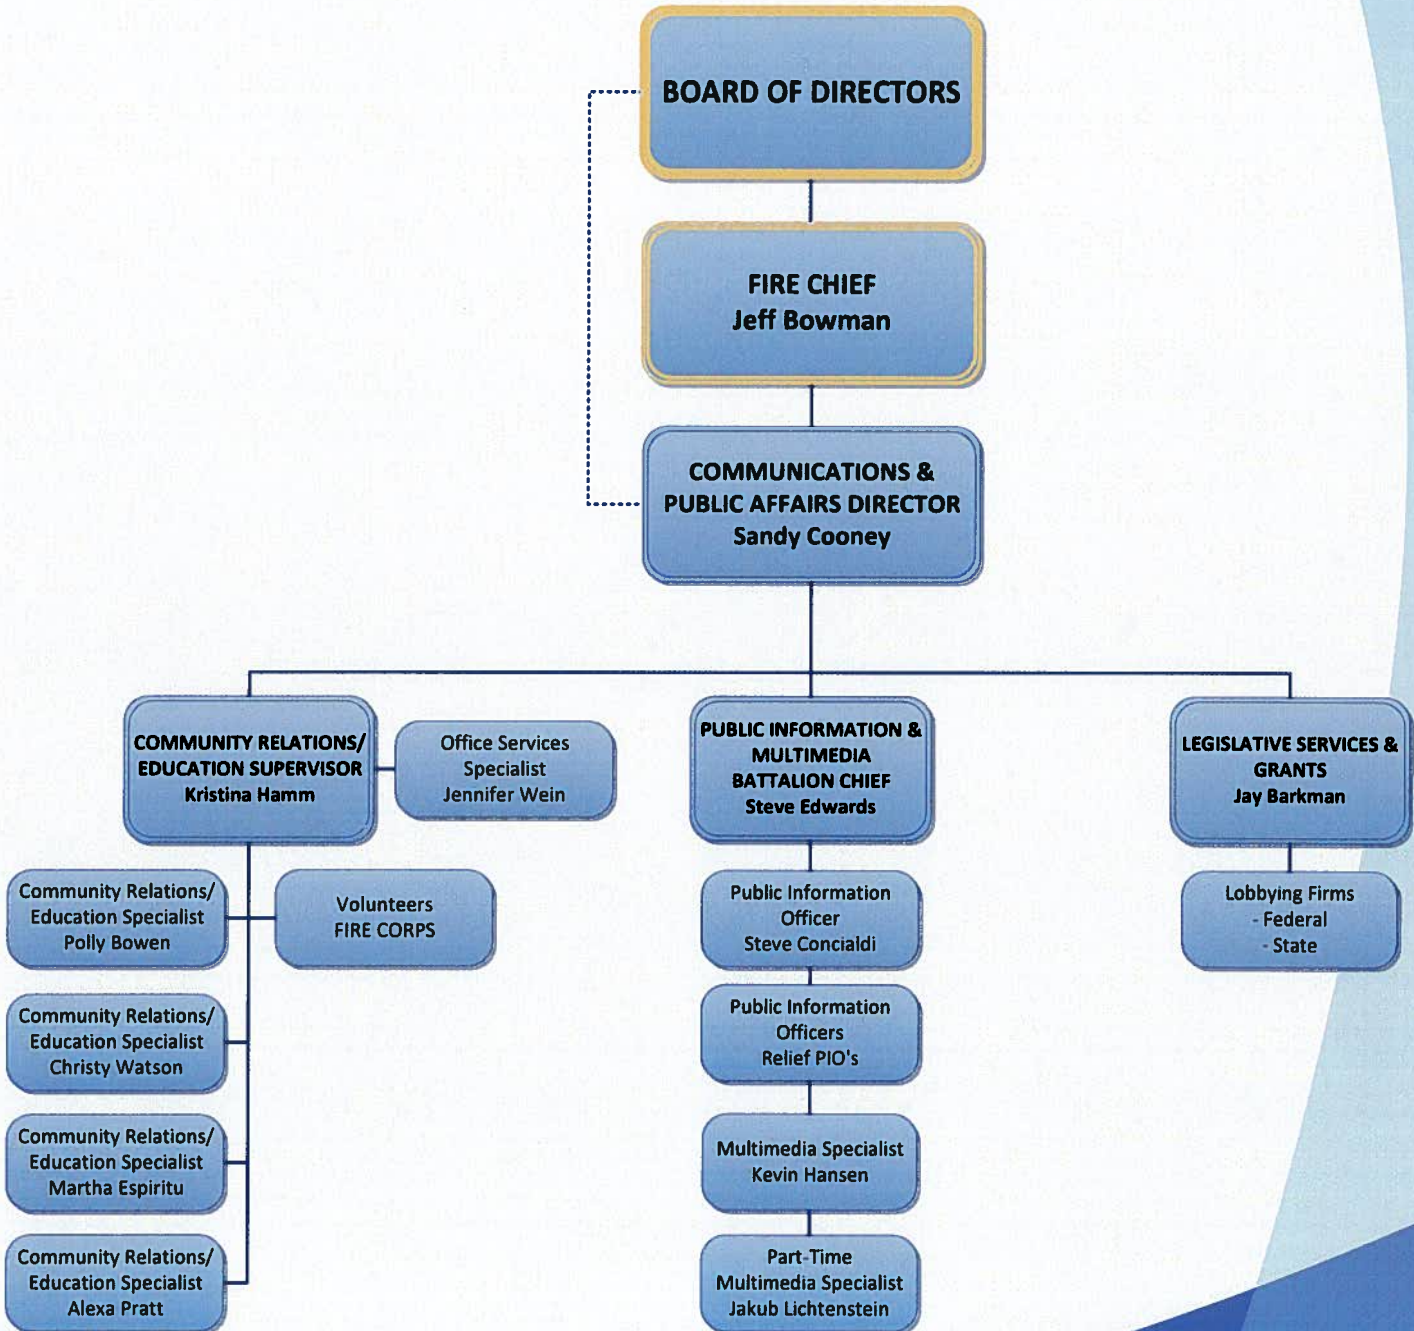 BOARD OF DIRECTORS
FIRE CHIEF
Jeff Bowman
COMMUNICATIONS &
PUBLIC AFFAIRS DIRECTOR
Sandy Cooney
COMMUNITY RELATIONS/
EDUCATION SUPERVISOR
Kristina Hamm
Office Services
Specialist
Jennifer Wein
Community Relations/
Education Specialist
Polly Bowen
Volunteers
FIRE CORPS
Community Relations/
Education Specialist
Christy Watson
Community Relations/
Education Specialist
Martha Espiritu
Community Relations/
Education Specialist
Alexa Pratt
PUBLIC INFORMATION &
MULTIMEDIA
BATTALION CHIEF
Steve Edwards
Public Information
Officer
Steve Concialdi
Public Information
Officers
Relief PIO's
Multimedia Specialist
Kevin Hansen
Part-Time
Multimedia Specialist
Jakub Lichtenstein
LEGISLATIVE SERVICES &
GRANTS
Jay Barkman
Lobbying Firms
- Federal
- State